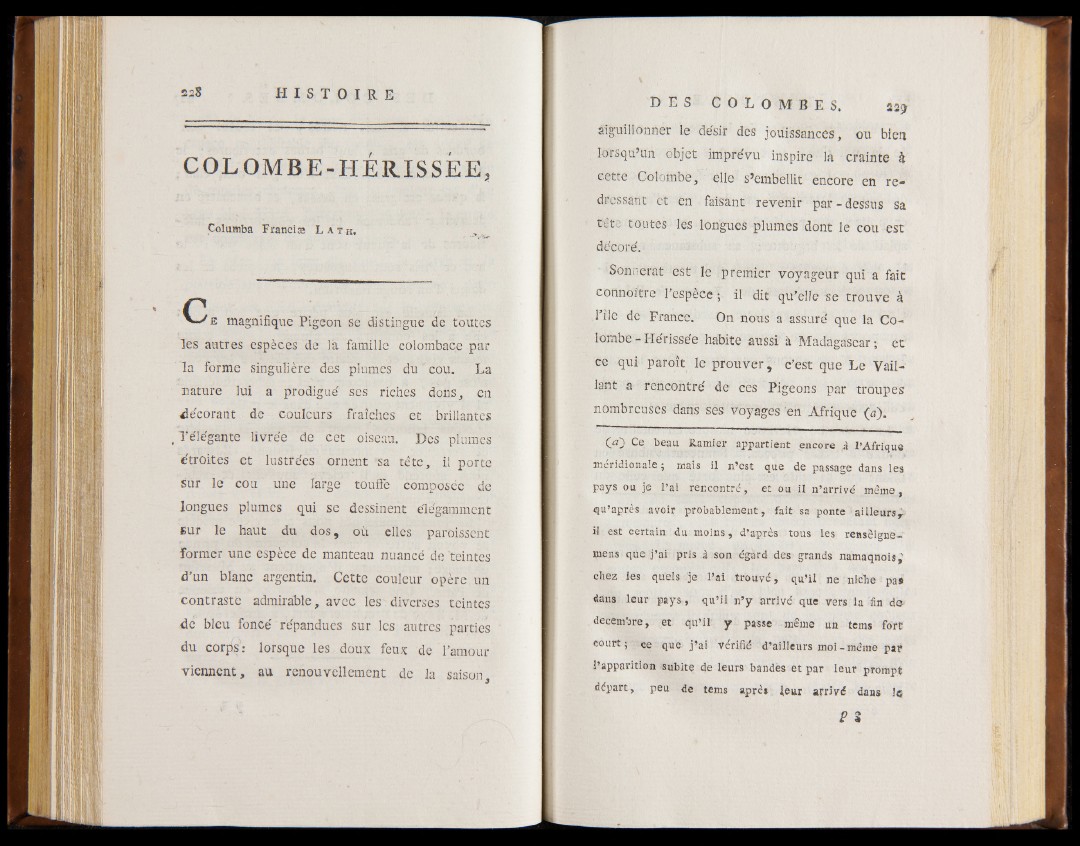 228 HISTOIRE
COLOMBE-HÉRISSÉE,
Columba Franciæ LATH.
CE magnifique Pigeon se distingue de toutes
les autres espèces de la famille colombace par
la forme singulière des plumes du cou. La
nature lui a prodigué ses riches dons, en
décorant de couleurs fraîches et brillantes
l'élégante livrée de cet oiseau. Des plumes
étroites et lustrées ornent sa tête, il porte
sur le cou une large touffe composée de
longues plumes qui se dessinent élégamment
sur le haut du dos, où elles paroissent
former une espèce de manteau nuancé de teintes
d'un blanc argentin. Cette couleur opère un
contraste admirable, avec les diverses teintes
de bleu foncé répandues sur les autres parties
du corps: lorsque les doux feux de l'amour
viennent, au renouvellement de la saison,
DES COLOMBES. 229
aiguillonner le désir des jouissances, ou bien
lorsqu'un objet imprévu inspire la crainte à
cette Colombe, elle s'embellit encore en re-
dressant et en faisant revenir par-dessus sa
tête toutes les longues plumes dont le cou est
décoré.
Sonnerat est le premier voyageur qui a fait
connoître l'espèce; il dit qu'elle se trouve à
l'île de France. On nous a assuré que la Co-
lombe-Hérissée habite aussi à Madagascar; et
ce qui paroît le prouver, c'est que Le Vail-
lant a rencontré de ces Pigeons par troupes
nombreuses dans ses voyages en Afrique (a).
(a) Ce beau Ramier appartient encore à l'Afrique
méridionale; mais il n'est que de passage dans les
pays ou je l'ai rencontré, et ou il n'arrivé même,
qu'après avoir probablement, fait sa ponte ailleurs,
il est certain du moins, d'après tous les rensèigne-
mens que j'ai pris à son égard des grands namaqnois,
chez les quels je l'ai trouvé, qu'il ne niche pas
dans leur pays, qu'il n'y arrivé que vers la fin de
decembre, et qu'il y passe même un tems fort
court; ce que j'ai vérifié d'ailleurs moi-même par
l'apparition subite de leurs bandes et par leur prompt
départ, peu de tems après leur arrivé dans le
P 3